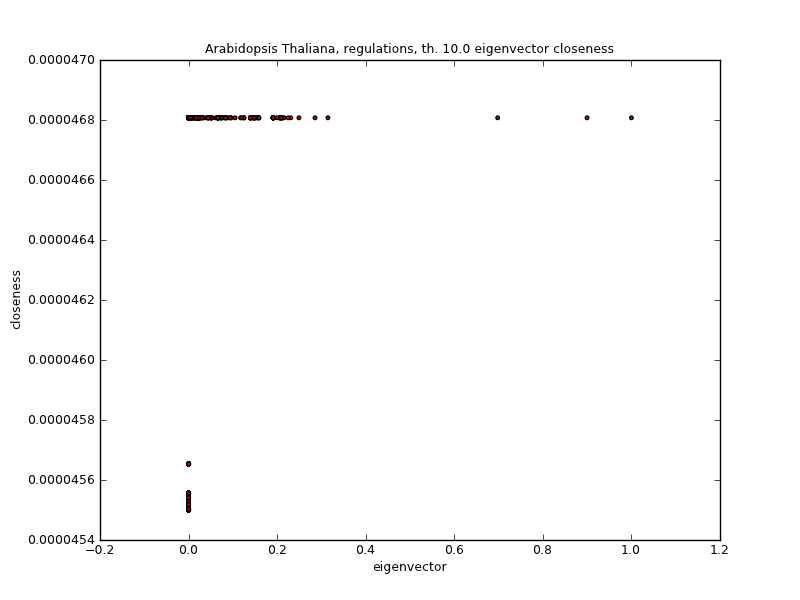 Arabidopsis Thaliana, regulations, th. 10.0 eigenvector closeness
0.0000470
0.0000468
0.0000466
0.0000464
0.0000462
0.0000460
0.0000458
0.0000456
0.0000454
closeness
−0.2 0.0 0.2 0.4 0.6 0.8 1.0 1.2
eigenvector